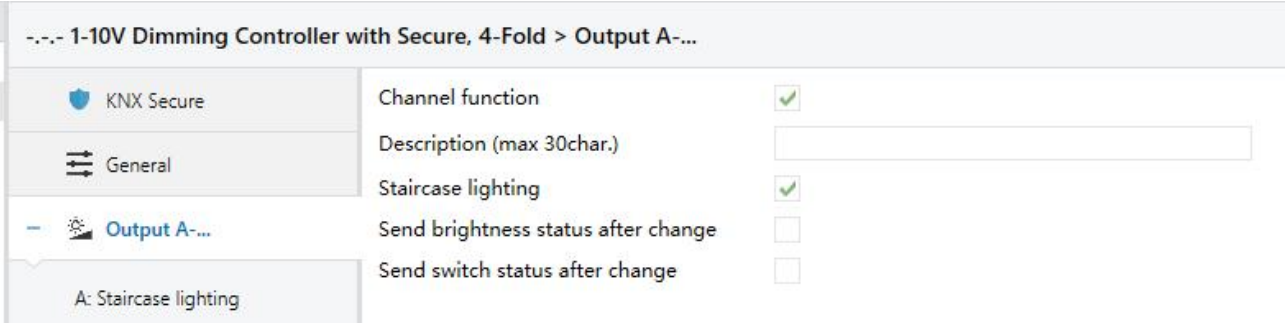 -.-.- 1-10V Dimming Controller with Secure, 4-Fold > Output A-...
KNX Secure
General
Output A-...
A: Staircase lighting
Channel function
Description (max 30char.)
Staircase lighting
Send brightness status after change
Send switch status after change